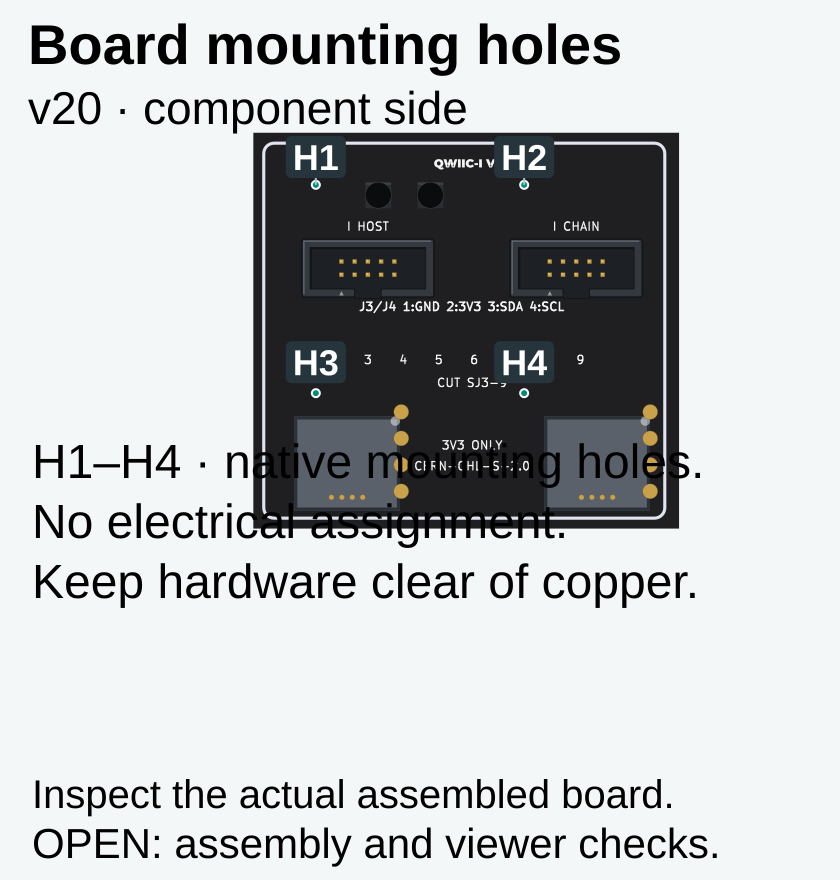 Board mounting holes
v20 · component side
H1
H2
QWIIC-I
I HOST
I CHAIN
J3/J4 1:GND 2:3V3 3:SDA 4:SCL
H3
3 4 5 6
H4
9
CUT SJ3–9
3V3 ONLY
H1–H4 · native mounting holes.
No electrical assignment.
Keep hardware clear of copper.
Inspect the actual assembled board.
OPEN: assembly and viewer checks.